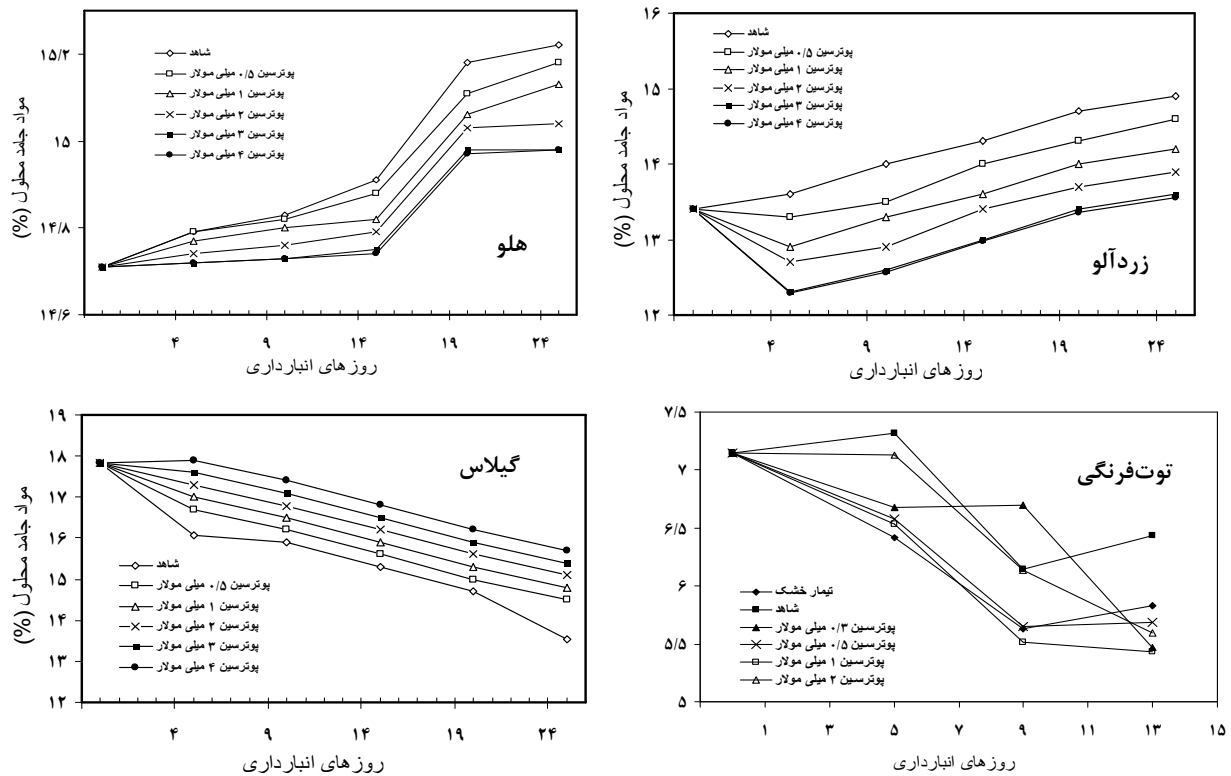 مواد جامد محلول (%)
۱۵/۲
۱۵
۱۴/۸
۱۴/۶
شاهد
پوترسین ۰/۵ میلی مولار
پوترسین ۱ میلی مولار
پوترسین ۲ میلی مولار
پوترسین ۳ میلی مولار
پوترسین ۴ میلی مولار
هلو
۴ ۹ ۱۴ ۱۹ ۲۴
روزهای انبارداری
مواد جامد محلول (%)
۱۶
۱۵
۱۴
۱۳
۱۲
شاهد
پوترسین ۰/۵ میلی مولار
پوترسین ۱ میلی مولار
پوترسین ۲ میلی مولار
پوترسین ۳ میلی مولار
پوترسین ۴ میلی مولار
زردآلو
۴ ۹ ۱۴ ۱۹ ۲۴
روزهای انبارداری
مواد جامد محلول (%)
۱۹
۱۸
۱۷
۱۶
۱۵
۱۴
۱۳
۱۲
گیلاس
شاهد
پوترسین ۰/۵ میلی مولار
پوترسین ۱ میلی مولار
پوترسین ۲ میلی مولار
پوترسین ۳ میلی مولار
پوترسین ۴ میلی مولار
۴ ۹ ۱۴ ۱۹ ۲۴
روزهای انبارداری
۷/۵
۷
۶/۵
۶
۵/۵
۵
توت‌فرنگی
تیمار خشک
شاهد
پوترسین ۰/۳ میلی مولار
پوترسین ۰/۵ میلی مولار
پوترسین ۱ میلی مولار
پوترسین ۲ میلی مولار
۱ ۳ ۵ ۷ ۹ ۱۱ ۱۳ ۱۵
روزهای انبارداری